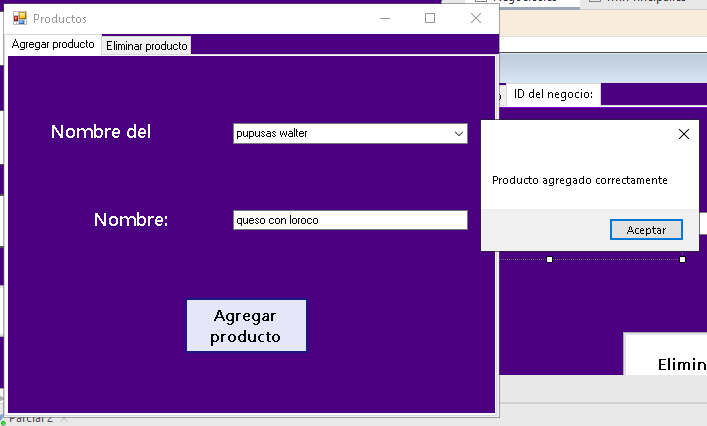 Productos
Agregar producto
Eliminar producto
ID del negocio:
Nombre del
pupusas walter
Producto agregado correctamente
Nombre:
queso con loroco
Aceptar
Agregar
producto
Elimin
Parcial 2